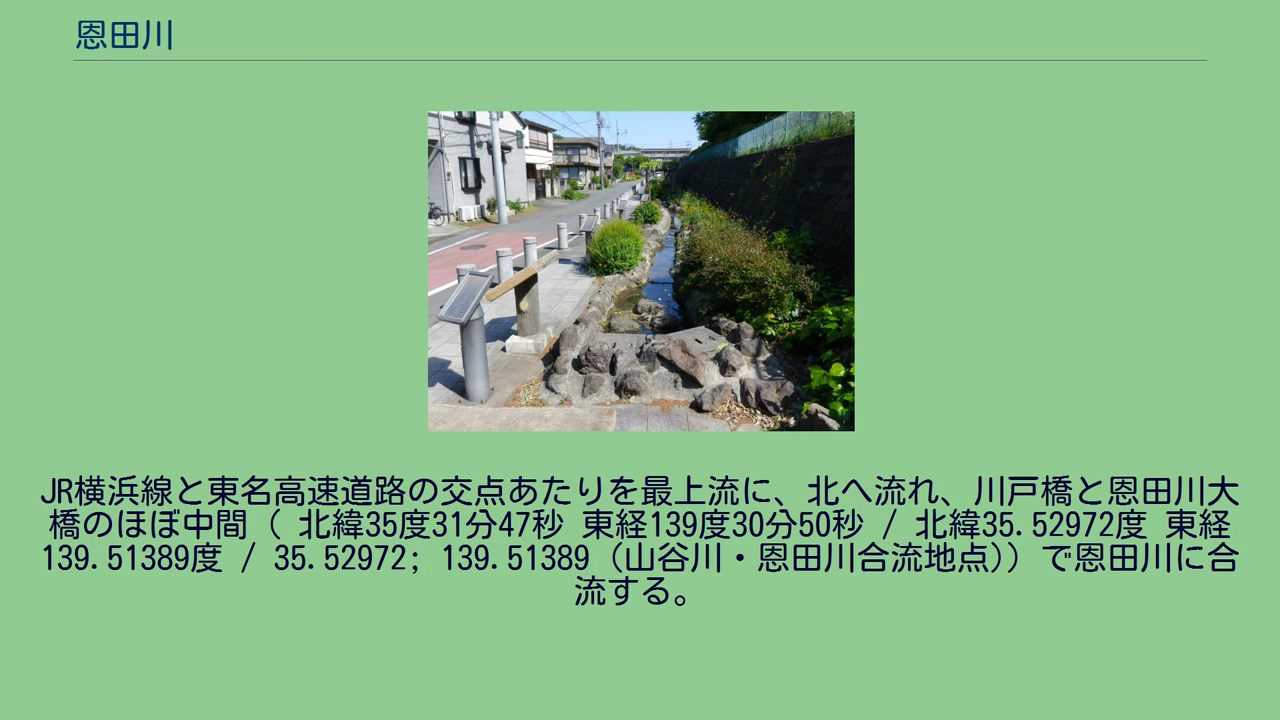 恩田川
JR横浜線と東名高速道路の交点あたりを最上流に、北へ流れ、川戸橋と恩田川大
橋のほぼ中間（ 北緯35度31分47秒 東経139度30分50秒 / 北緯35.52972度 東経
139.51389度 / 35.52972; 139.51389（山谷川・恩田川合流地点)）で恩田川に合
流する。